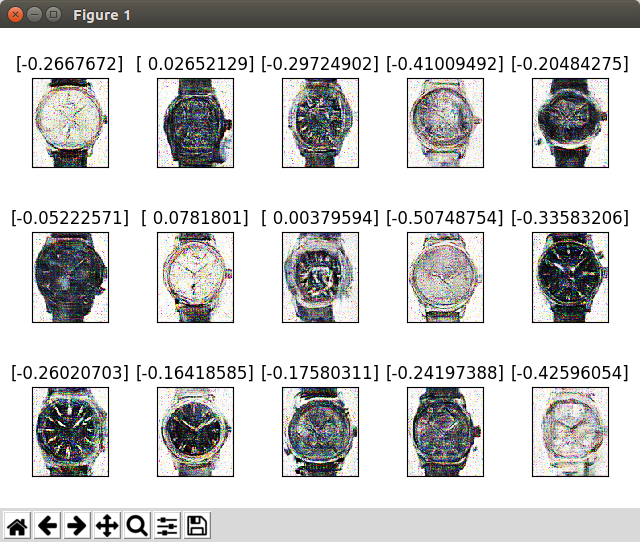 Figure 1
[-0.2667672] [ 0.02652129] [-0.29724902] [-0.41009492] [-0.20484275]
[-0.05222571] [ 0.0781801] [ 0.00379594] [-0.50748754] [-0.33583206]
[-0.26020703] [-0.16418585] [-0.17580311] [-0.24197388] [-0.42596054]